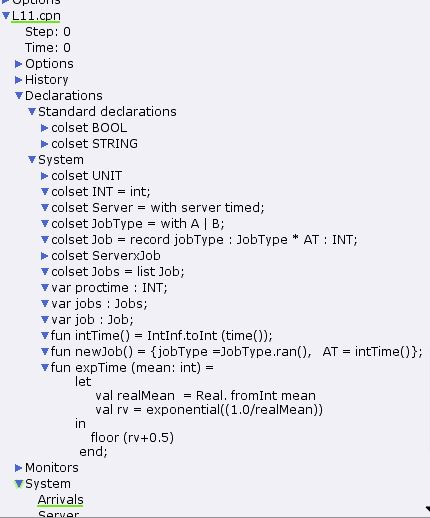 Options
L11.cpn
Step: 0
Time: 0
Options
History
Declarations
Standard declarations
colset BOOL
colset STRING
System
colset UNIT
colset INT = int;
colset Server = with server timed;
colset JobType = with A | B;
colset Job = record jobType : JobType * AT : INT;
colset ServerxJob
colset Jobs = list Job;
var proctime : INT;
var jobs : Jobs;
var job : Job;
fun intTime() = IntInf.toInt (time());
fun newJob() = {jobType =JobType.ran(), AT = intTime()};
fun expTime (mean: int) =
let
val realMean = Real. fromInt mean
val rv = exponential((1.0/realMean))
in
floor (rv+0.5)
end;
Monitors
System
Arrivals
Server